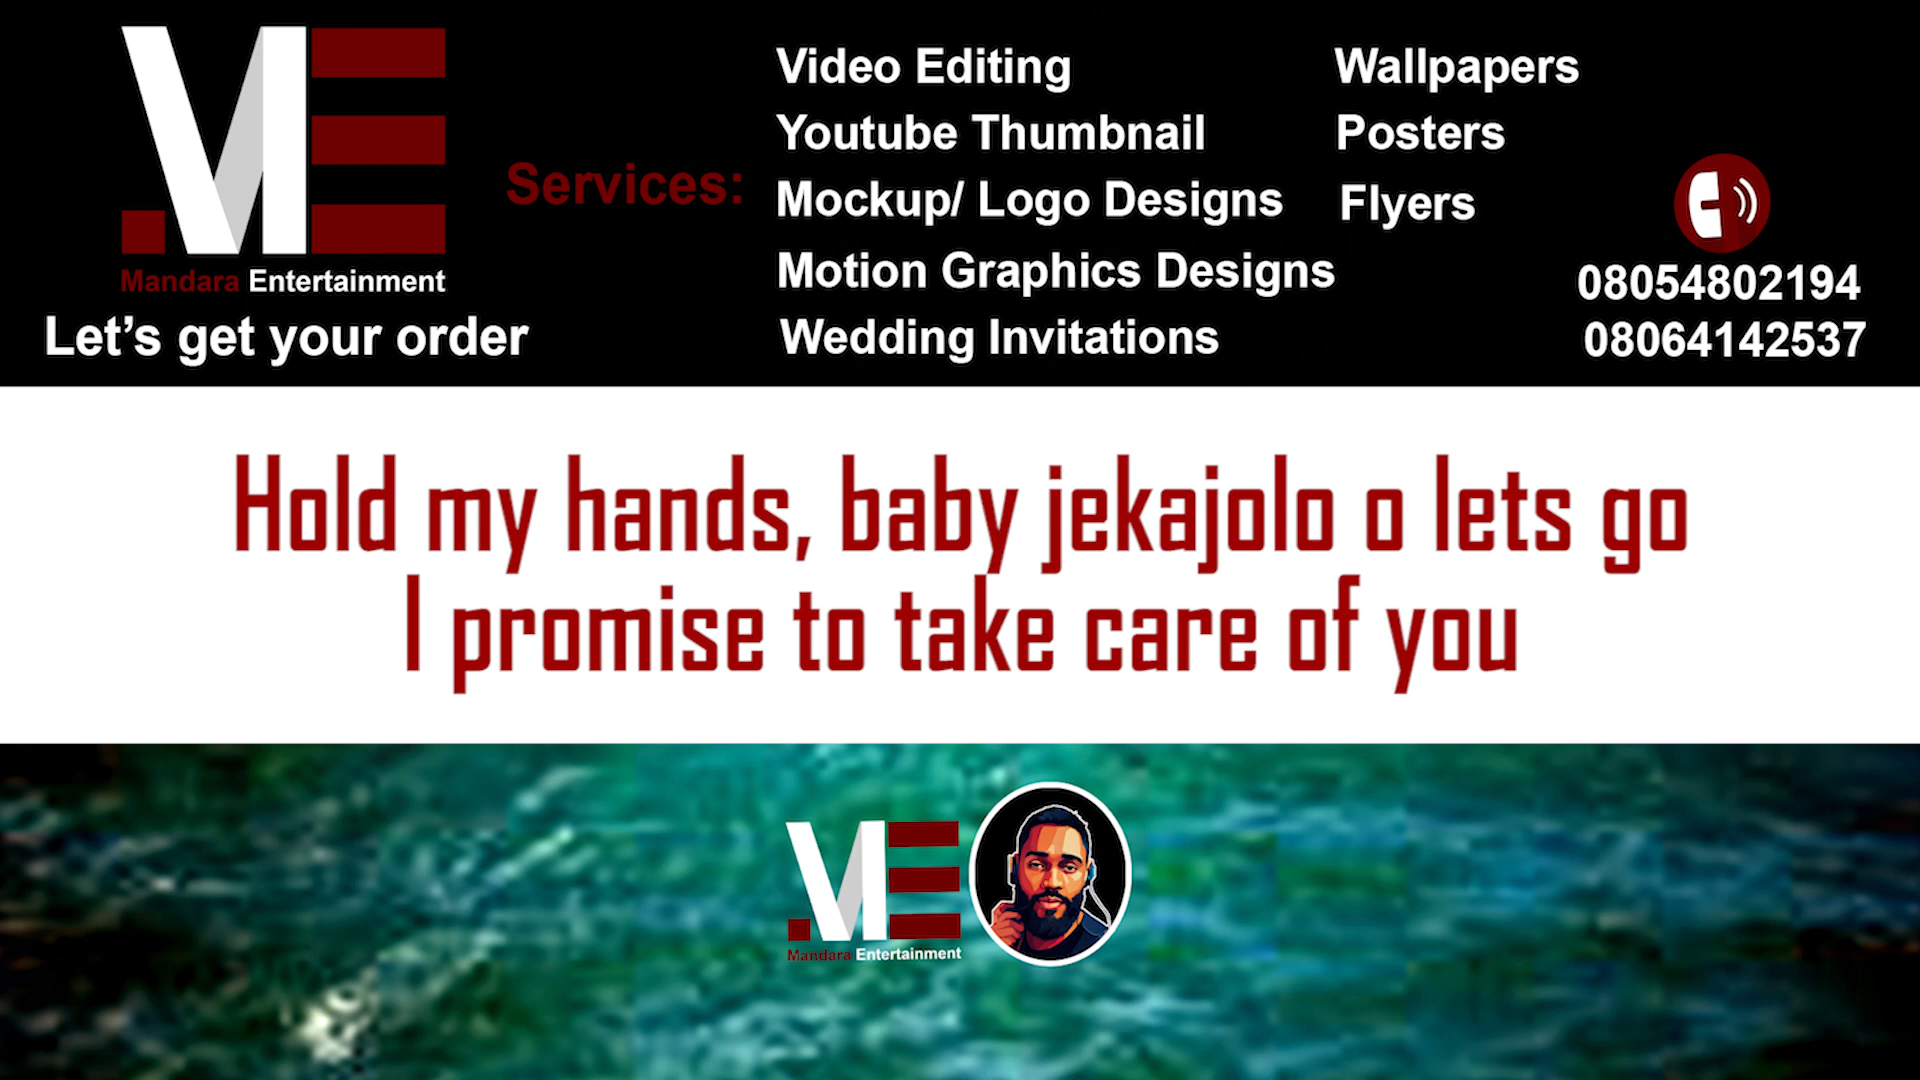 Mandara Entertainment
Let's get your order
Services:
Video Editing
Youtube Thumbnail
Mockup/ Logo Designs
Motion Graphics Designs
Wedding Invitations
Wallpapers
Posters
Flyers
08054802194
08064142537
Hold my hands, baby jekajolo o lets go
I promise to take care of you
Mandara Entertainment